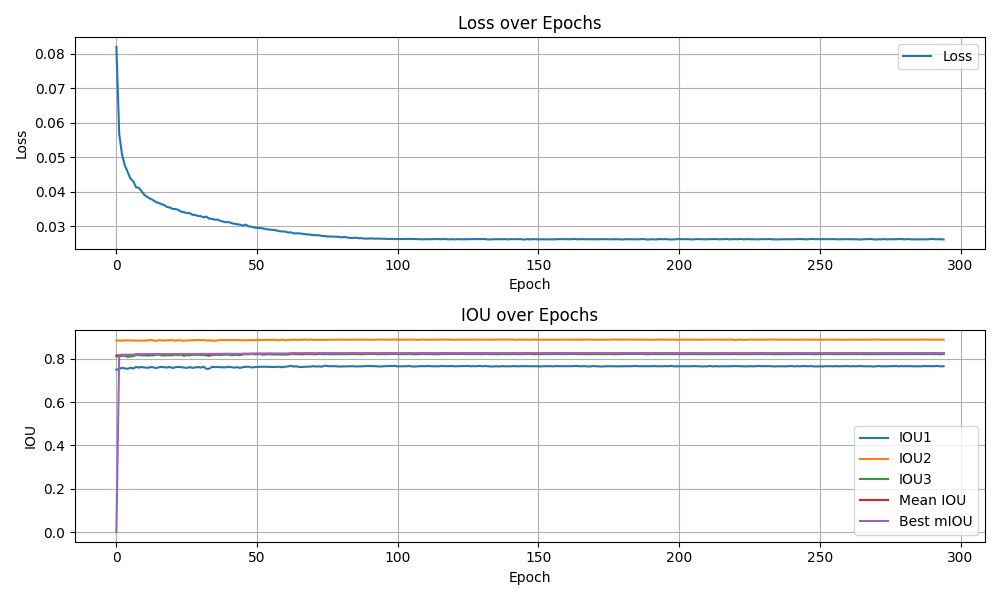 Loss over Epochs
Loss
0.08
0.07
0.06
0.05
0.04
0.03
Loss
0 50 100 150 200 250 300
Epoch
IOU over Epochs
0.8
0.6
0.4
0.2
0.0
IOU
IOU1
IOU2
IOU3
Mean IOU
Best mIOU
0 50 100 150 200 250 300
Epoch